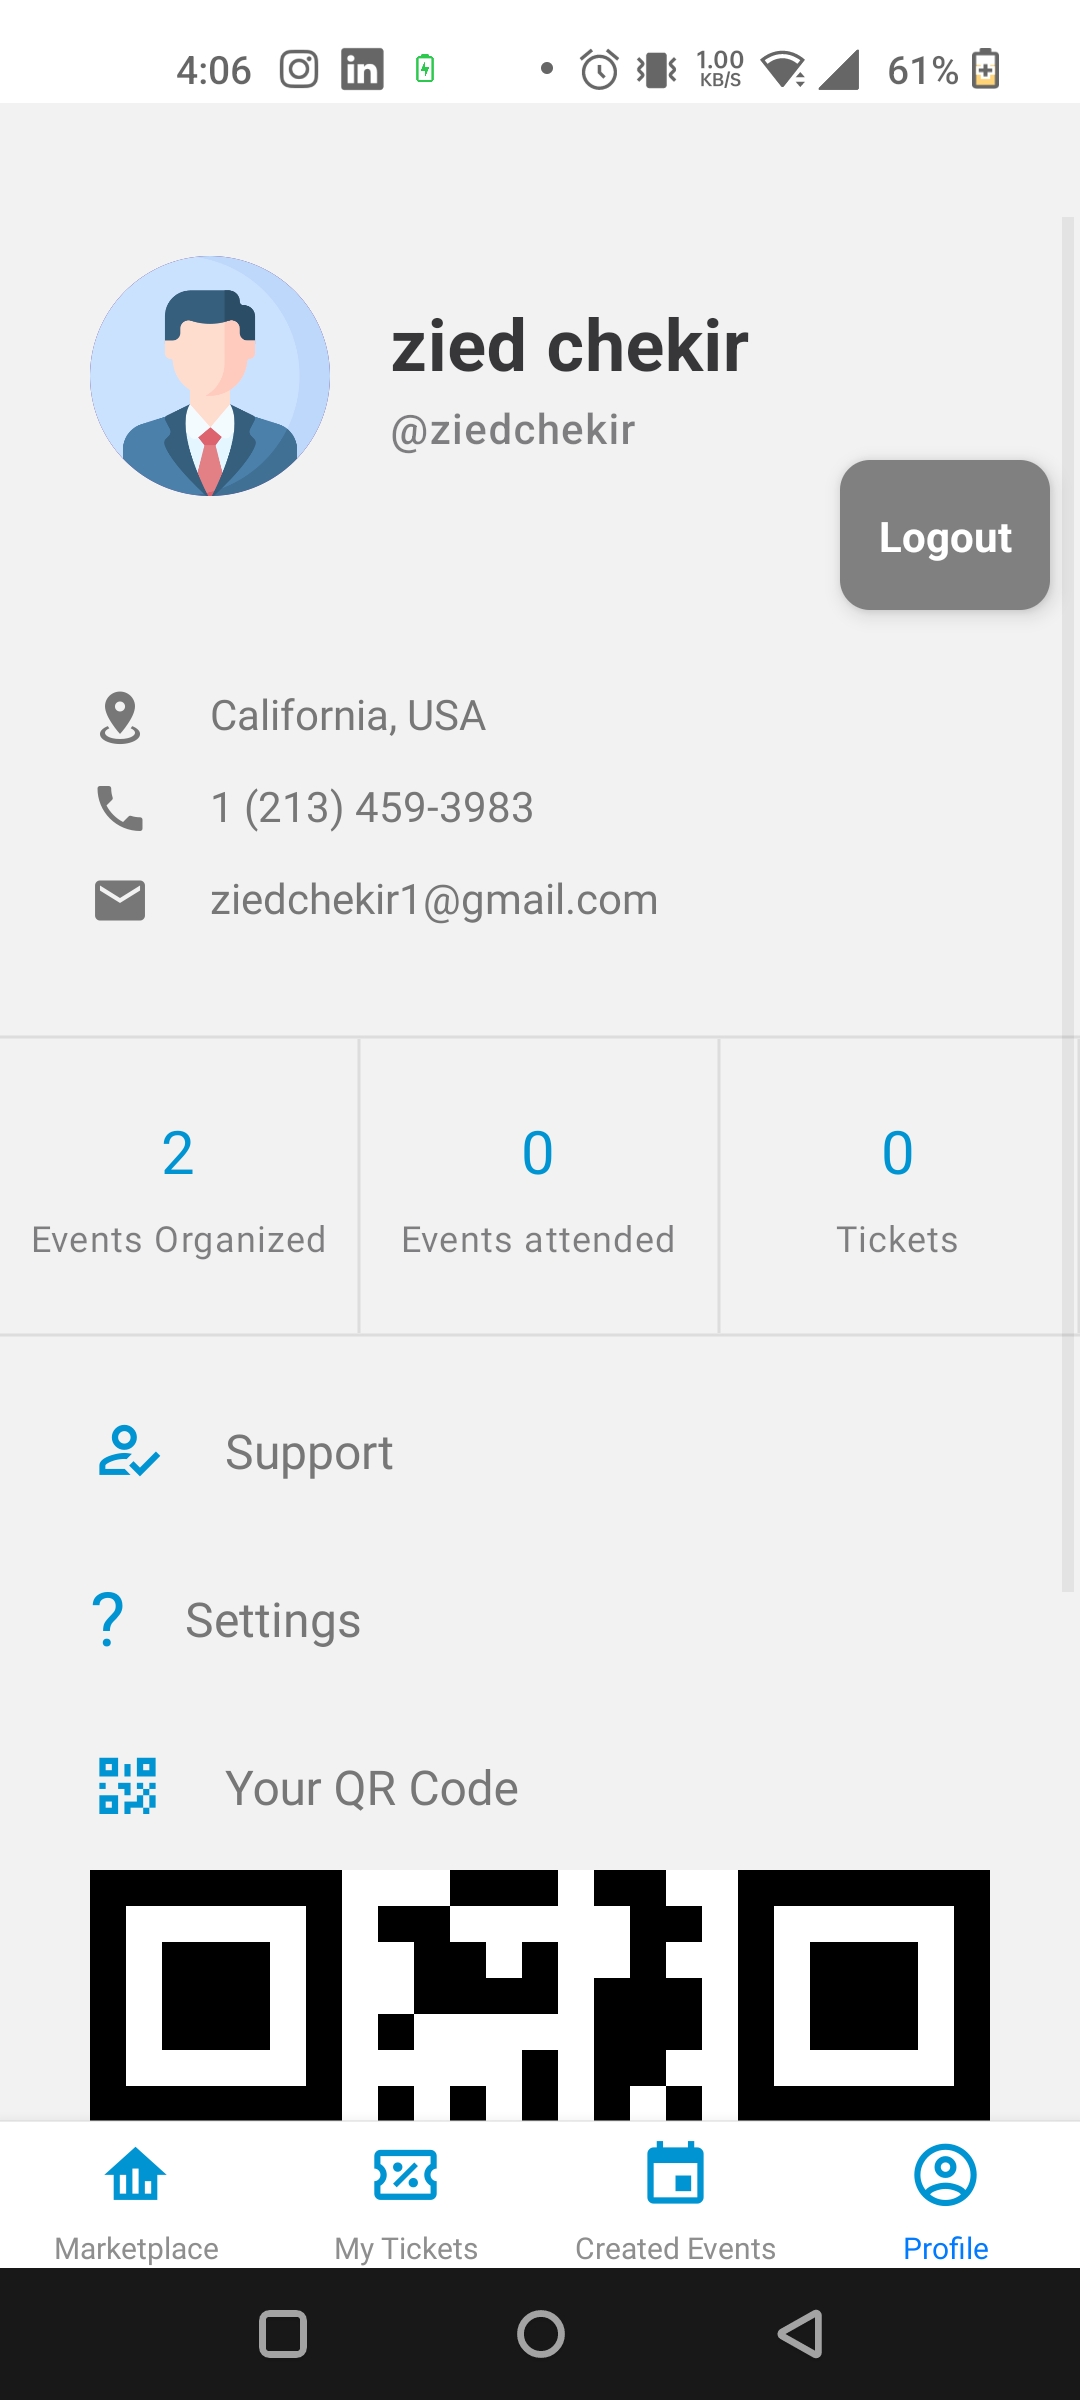 4:06 1.00 KB/S 61%
zied chekir
@ziedchekir
Logout
California, USA
1 (213) 459-3983
ziedchekir1@gmail.com
2 0 0
Events Organized Events attended Tickets
Support
? Settings
Your QR Code
Marketplace My Tickets Created Events Profile